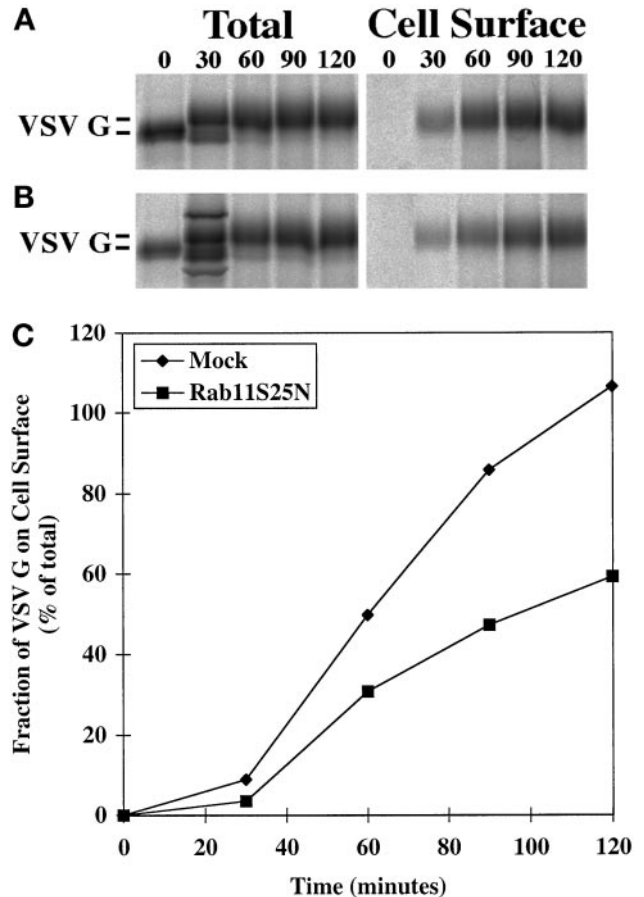 A
Total
Cell Surface
0 30 60 90 120
0 30 60 90 120
VSV G
B
VSV G
C
120
100
80
60
40
20
0
Mock
Rab11S25N
Fraction of VSV G on Cell Surface
(% of total)
0 20 40 60 80 100 120
Time (minutes)